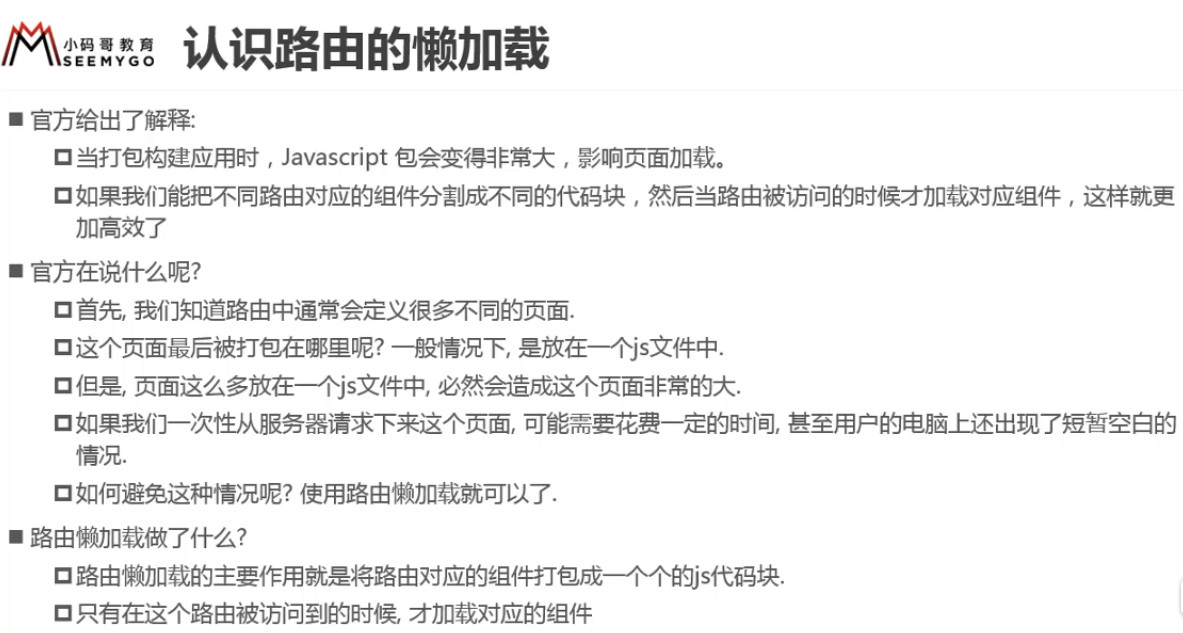 小码哥教育
SEEMYGO
认识路由的懒加载
官方给出了解释:
当打包构建应用时，Javascript 包会变得非常大，影响页面加载。
如果我们能把不同路由对应的组件分割成不同的代码块，然后当路由被访问的时候才加载对应组件，这样就更
加高效了
官方在说什么呢?
首先, 我们知道路由中通常会定义很多不同的页面.
这个页面最后被打包在哪里呢? 一般情况下, 是放在一个js文件中.
但是, 页面这么多放在一个js文件中, 必然会造成这个页面非常的大.
如果我们一次性从服务器请求下来这个页面, 可能需要花费一定的时间, 甚至用户的电脑上还出现了短暂空白的
情况.
如何避免这种情况呢? 使用路由懒加载就可以了.
路由懒加载做了什么?
路由懒加载的主要作用就是将路由对应的组件打包成一个个的js代码块.
只有在这个路由被访问到的时候, 才加载对应的组件